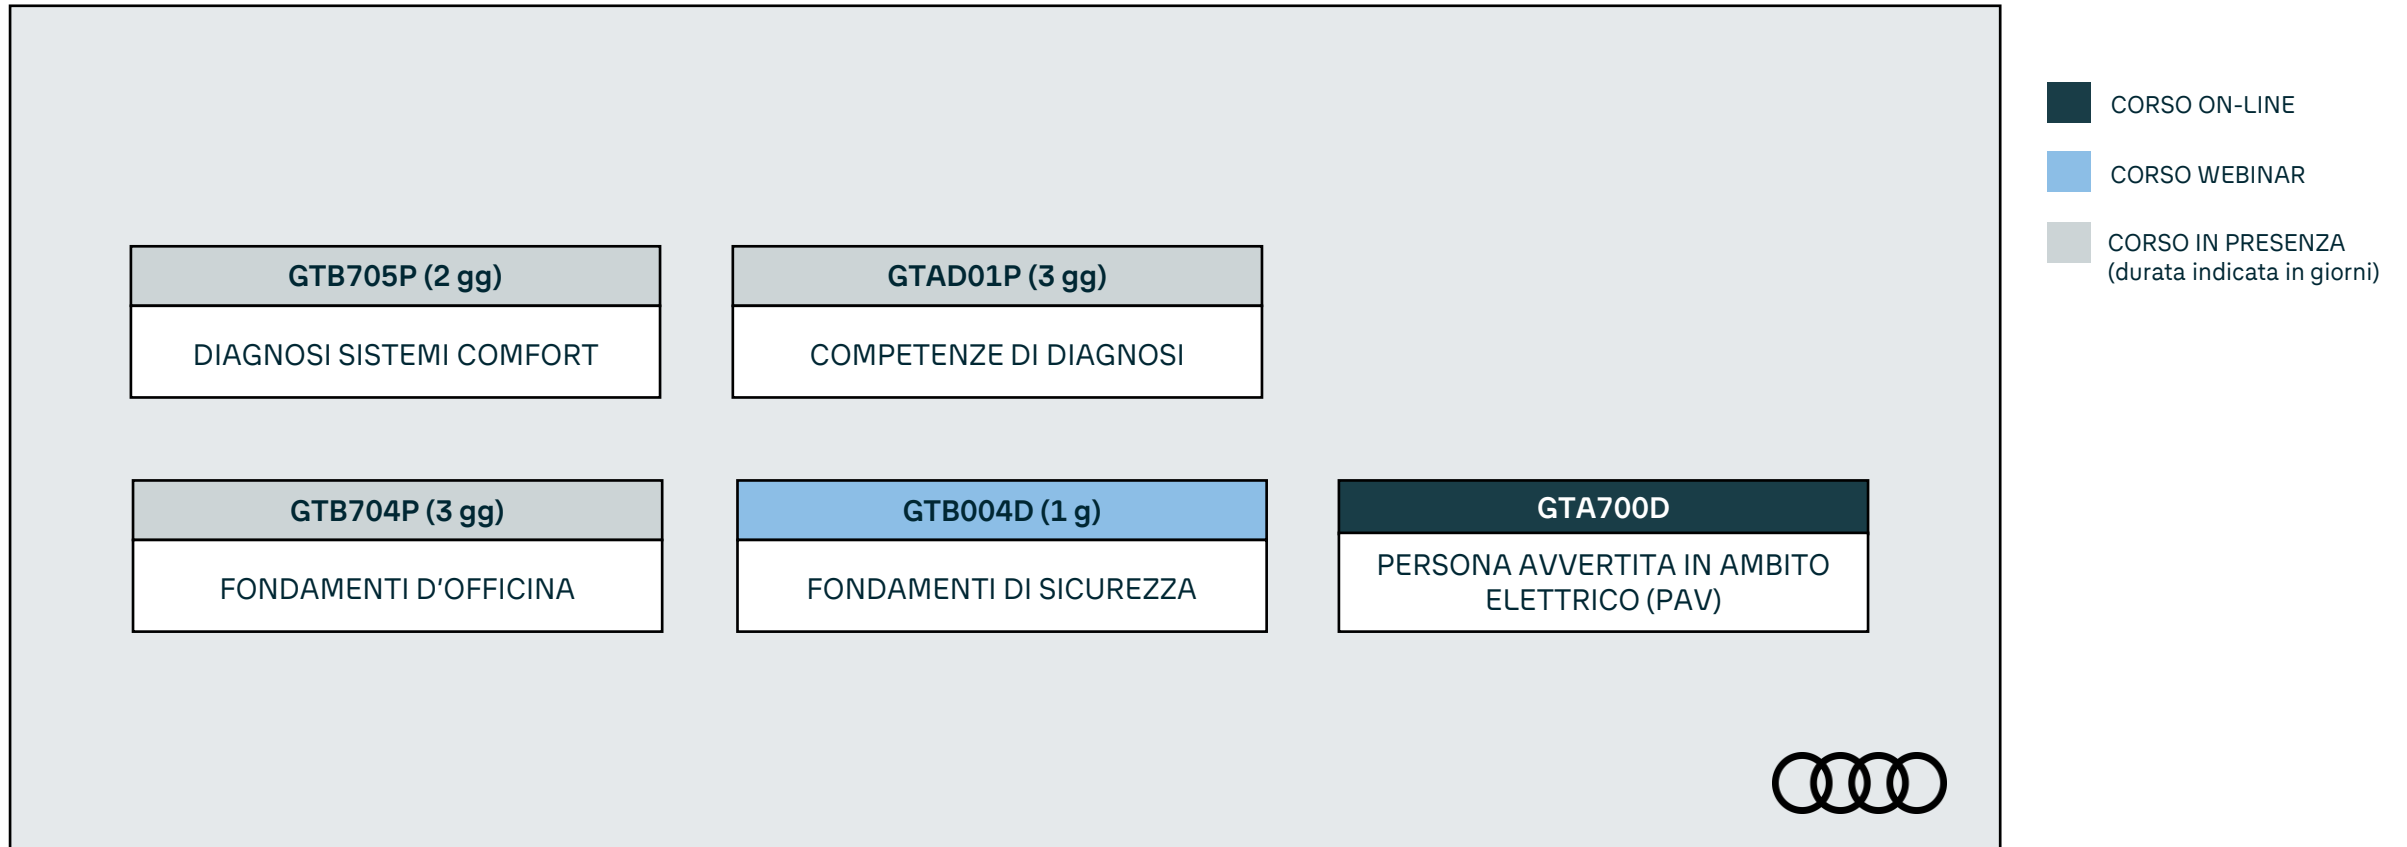 GTB705P (2 gg)
DIAGNOSI SISTEMI COMFORT
GTAD01P (3 gg)
COMPETENZE DI DIAGNOSI
GTB704P (3 gg)
FONDAMENTI D’OFFICINA
GTB004D (1 g)
FONDAMENTI DI SICUREZZA
GTA700D
PERSONA AVVERTITA IN AMBITO
ELETTRICO (PAV)
CORSO ON-LINE
CORSO WEBINAR
CORSO IN PRESENZA
(durata indicata in giorni)